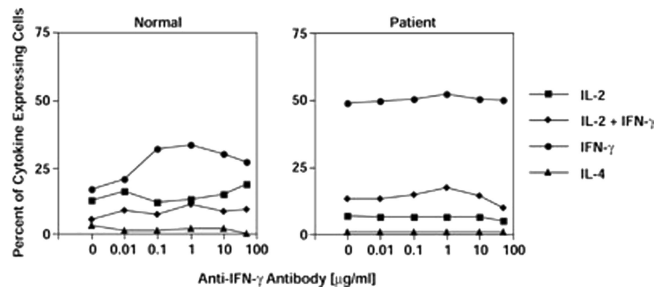 Normal
Patient
Percent of Cytokine Expressing Cells
75
50
25
0
0 0.01 0.1 1 10 100
75
50
25
0
0 0.01 0.1 1 10 100
IL-2
IL-2 + IFN-γ
IFN-γ
IL-4
Anti-IFN-γ Antibody [µg/ml]